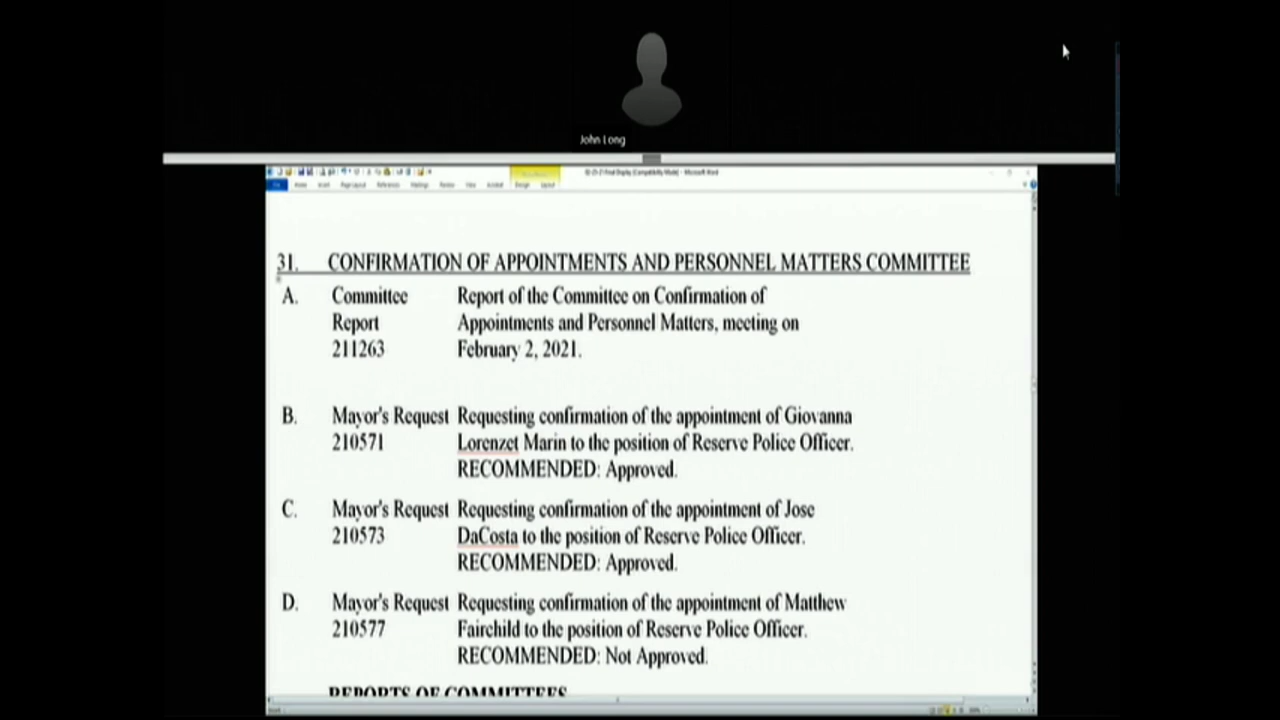 John Long
31. CONFIRMATION OF APPOINTMENTS AND PERSONNEL MATTERS COMMITTEE
A. Committee Report of the Committee on Confirmation of
Report Appointments and Personnel Matters, meeting on
211263 February 2, 2021.
B. Mayor's Request Requesting confirmation of the appointment of Giovanna
210571 Lorenzet Marin to the position of Reserve Police Officer.
RECOMMENDED: Approved.
C. Mayor's Request Requesting confirmation of the appointment of Jose
210573 DaCosta to the position of Reserve Police Officer.
RECOMMENDED: Approved.
D. Mayor's Request Requesting confirmation of the appointment of Matthew
210577 Fairchild to the position of Reserve Police Officer.
RECOMMENDED: Not Approved.
REPORTS OF COMMITTEES